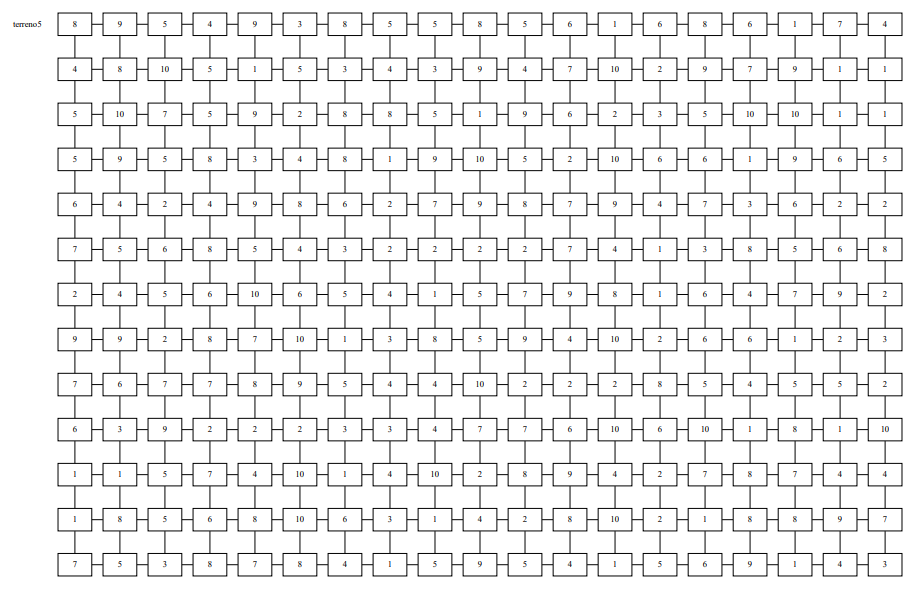 terreno5 8 9 5 4 9 3 8 5 5 8 5 6 1 6 8 6 1 7 4
4 8 10 5 1 5 3 4 3 9 4 7 10 2 9 7 9 1 1
5 10 7 5 9 2 8 8 5 1 9 6 2 3 5 10 10 1 1
5 9 5 8 3 4 8 1 9 10 5 2 10 6 6 1 9 6 5
6 4 2 4 9 8 6 2 7 9 8 7 9 4 7 3 6 2 2
7 5 6 8 5 4 3 2 2 2 2 7 4 1 3 8 5 6 8
2 4 5 6 10 6 5 4 1 5 7 9 8 1 6 4 7 9 2
9 9 2 8 7 10 1 3 8 5 9 4 10 2 6 6 1 2 3
7 6 7 7 8 9 5 4 4 10 2 2 2 8 5 4 5 5 2
6 3 9 2 2 2 3 3 4 7 7 6 10 6 10 1 8 1 10
1 1 5 7 4 10 1 4 10 2 8 9 4 2 7 8 7 4 4
1 8 5 6 8 10 6 3 1 4 2 8 10 2 1 8 8 9 7
7 5 3 8 7 8 4 1 5 9 5 4 1 5 6 9 1 4 3